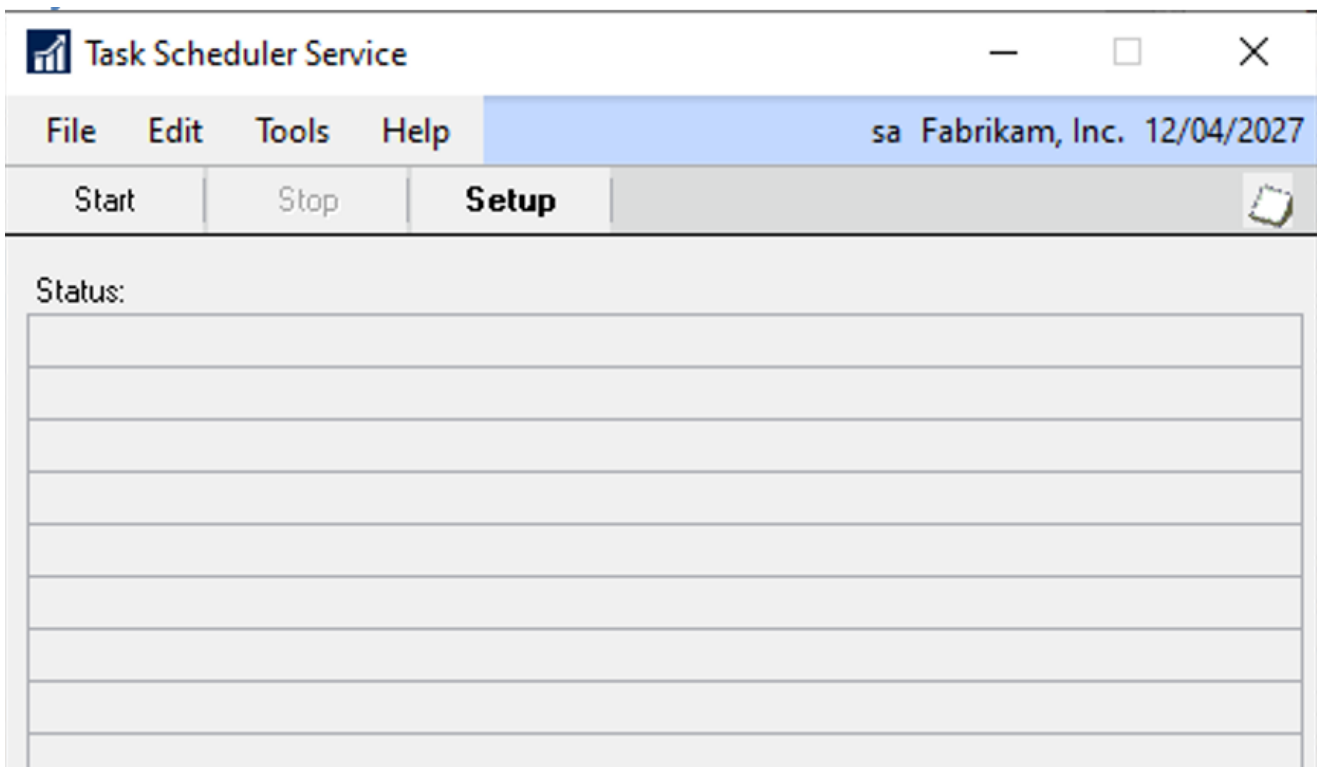 Task Scheduler Service
File Edit Tools Help sa Fabrikam, Inc. 12/04/2027
Start Stop Setup
Status: